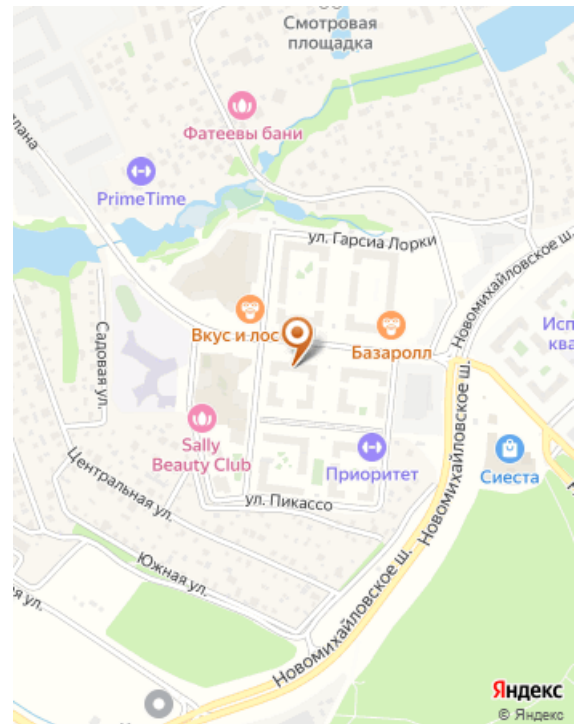 Смотровая
площадка
Фатеевы бани
PrimeTime
ул. Гарсиа Лорки
Новомихайловское ш.
Вкус и лос
Базаролл
Садовая ул.
Sally
Beauty Club
Приоритет
Сиеста
Центральная ул.
ул. Пикассо
Новомихайловское ш.
Южная ул.
Новомихайловское ш.
Яндекс
© Яндекс